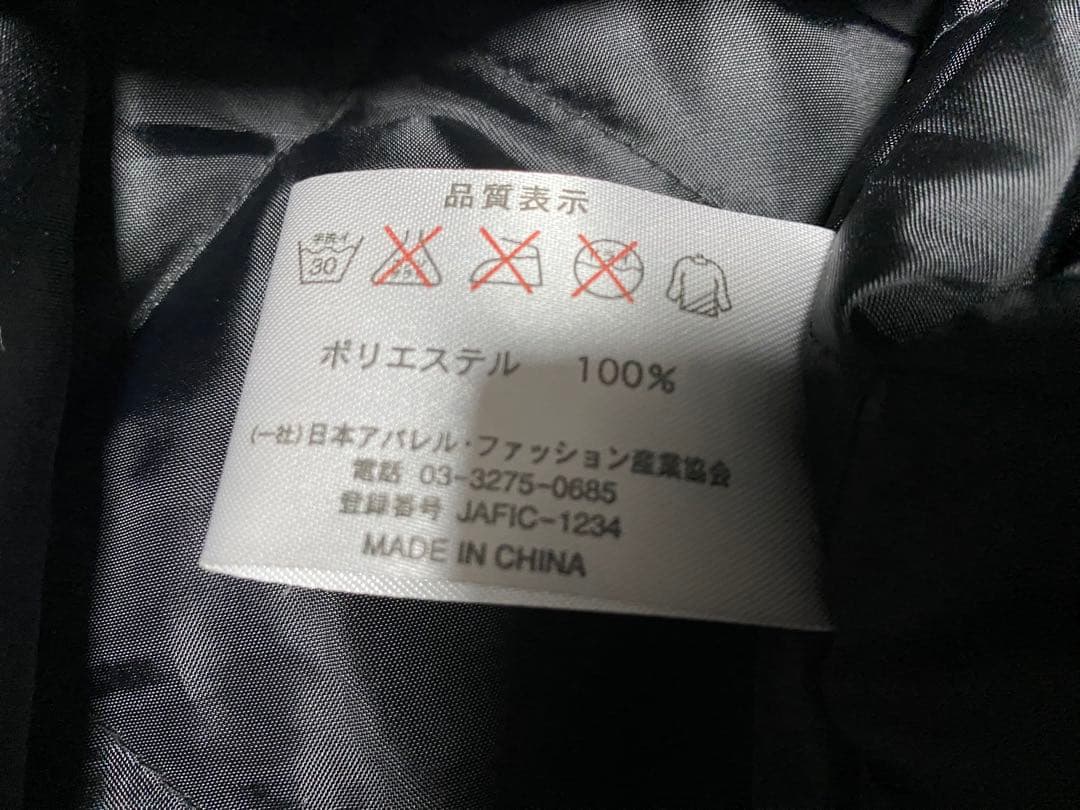 品質表示
手洗イ
30
ポリエステル 100%
(一社)日本アパレル・ファッション産業協会
電話 03-3275-0685
登録番号 JAFIC-1234
MADE IN CHINA